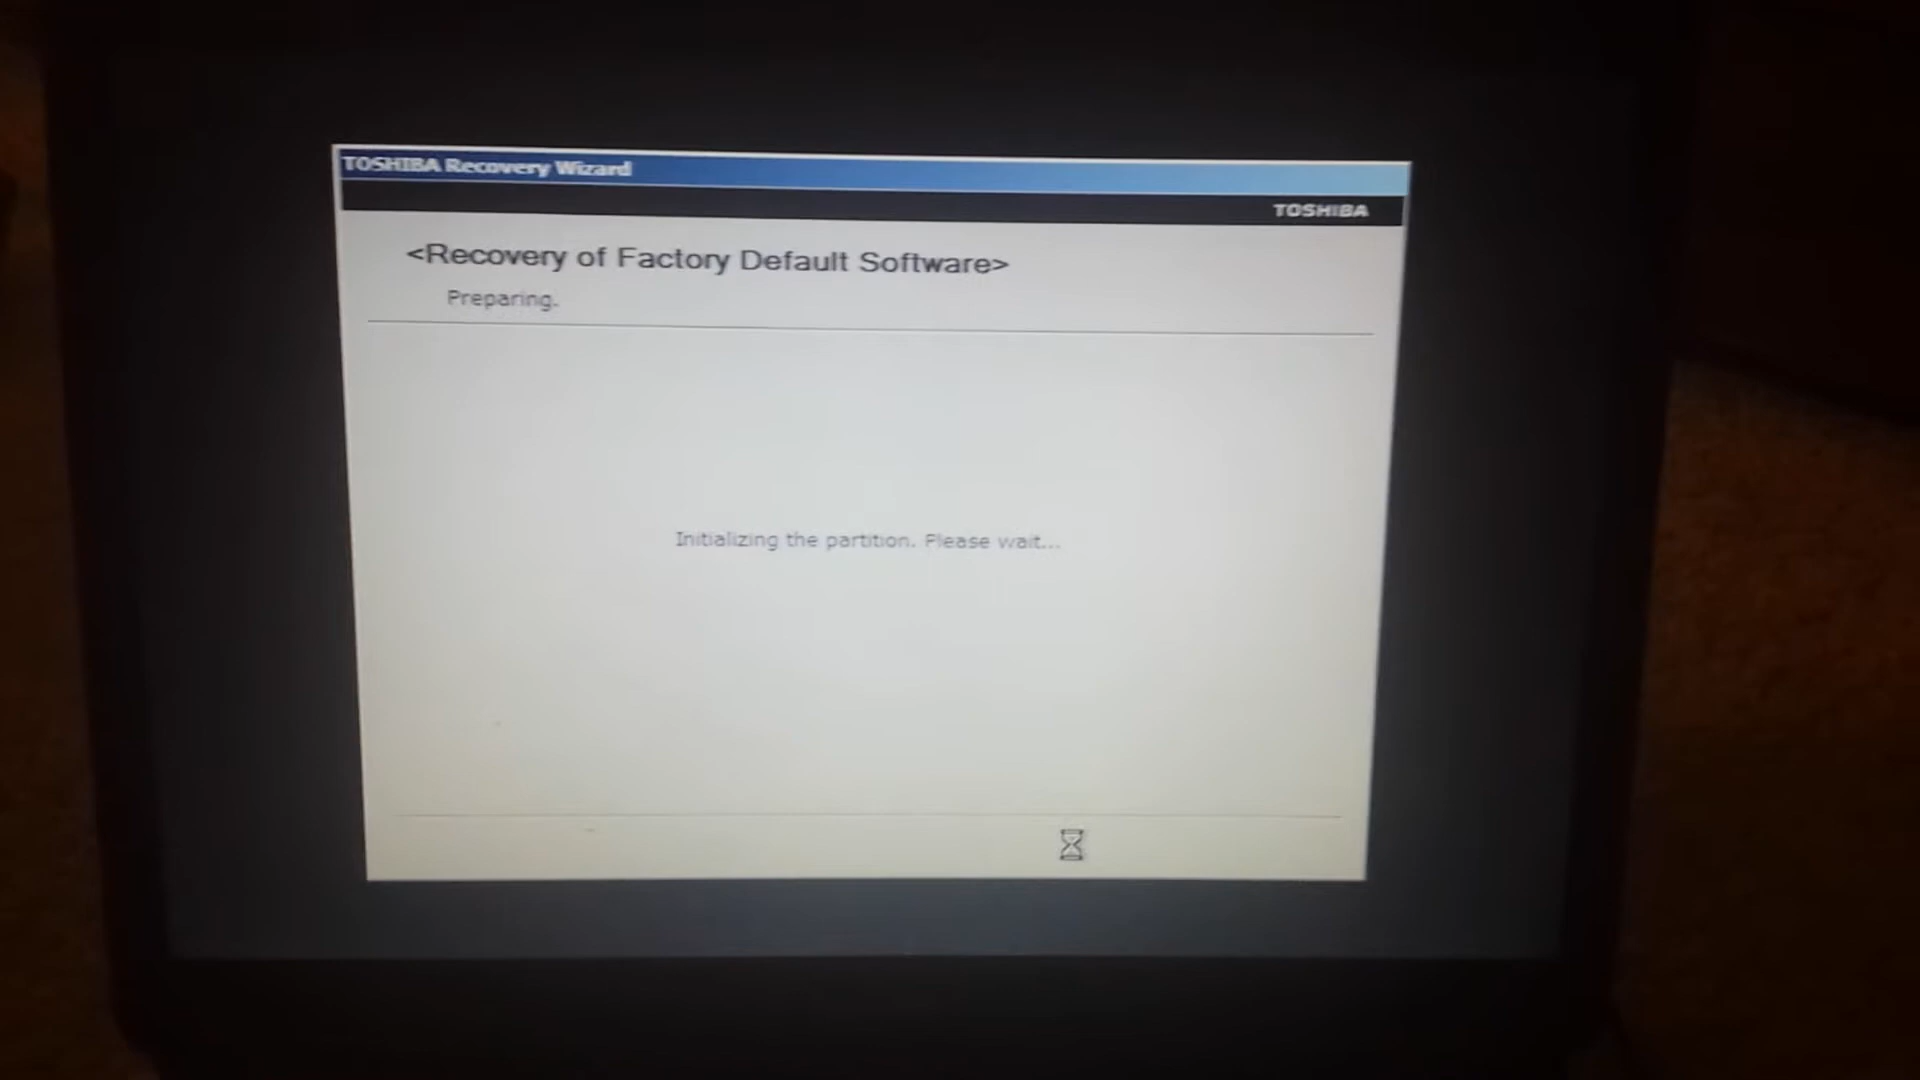 TOSHIBA Recovery Wizard
TOSHIBA
<Recovery of Factory Default Software>
Preparing.
Initializing the partition. Please wait...